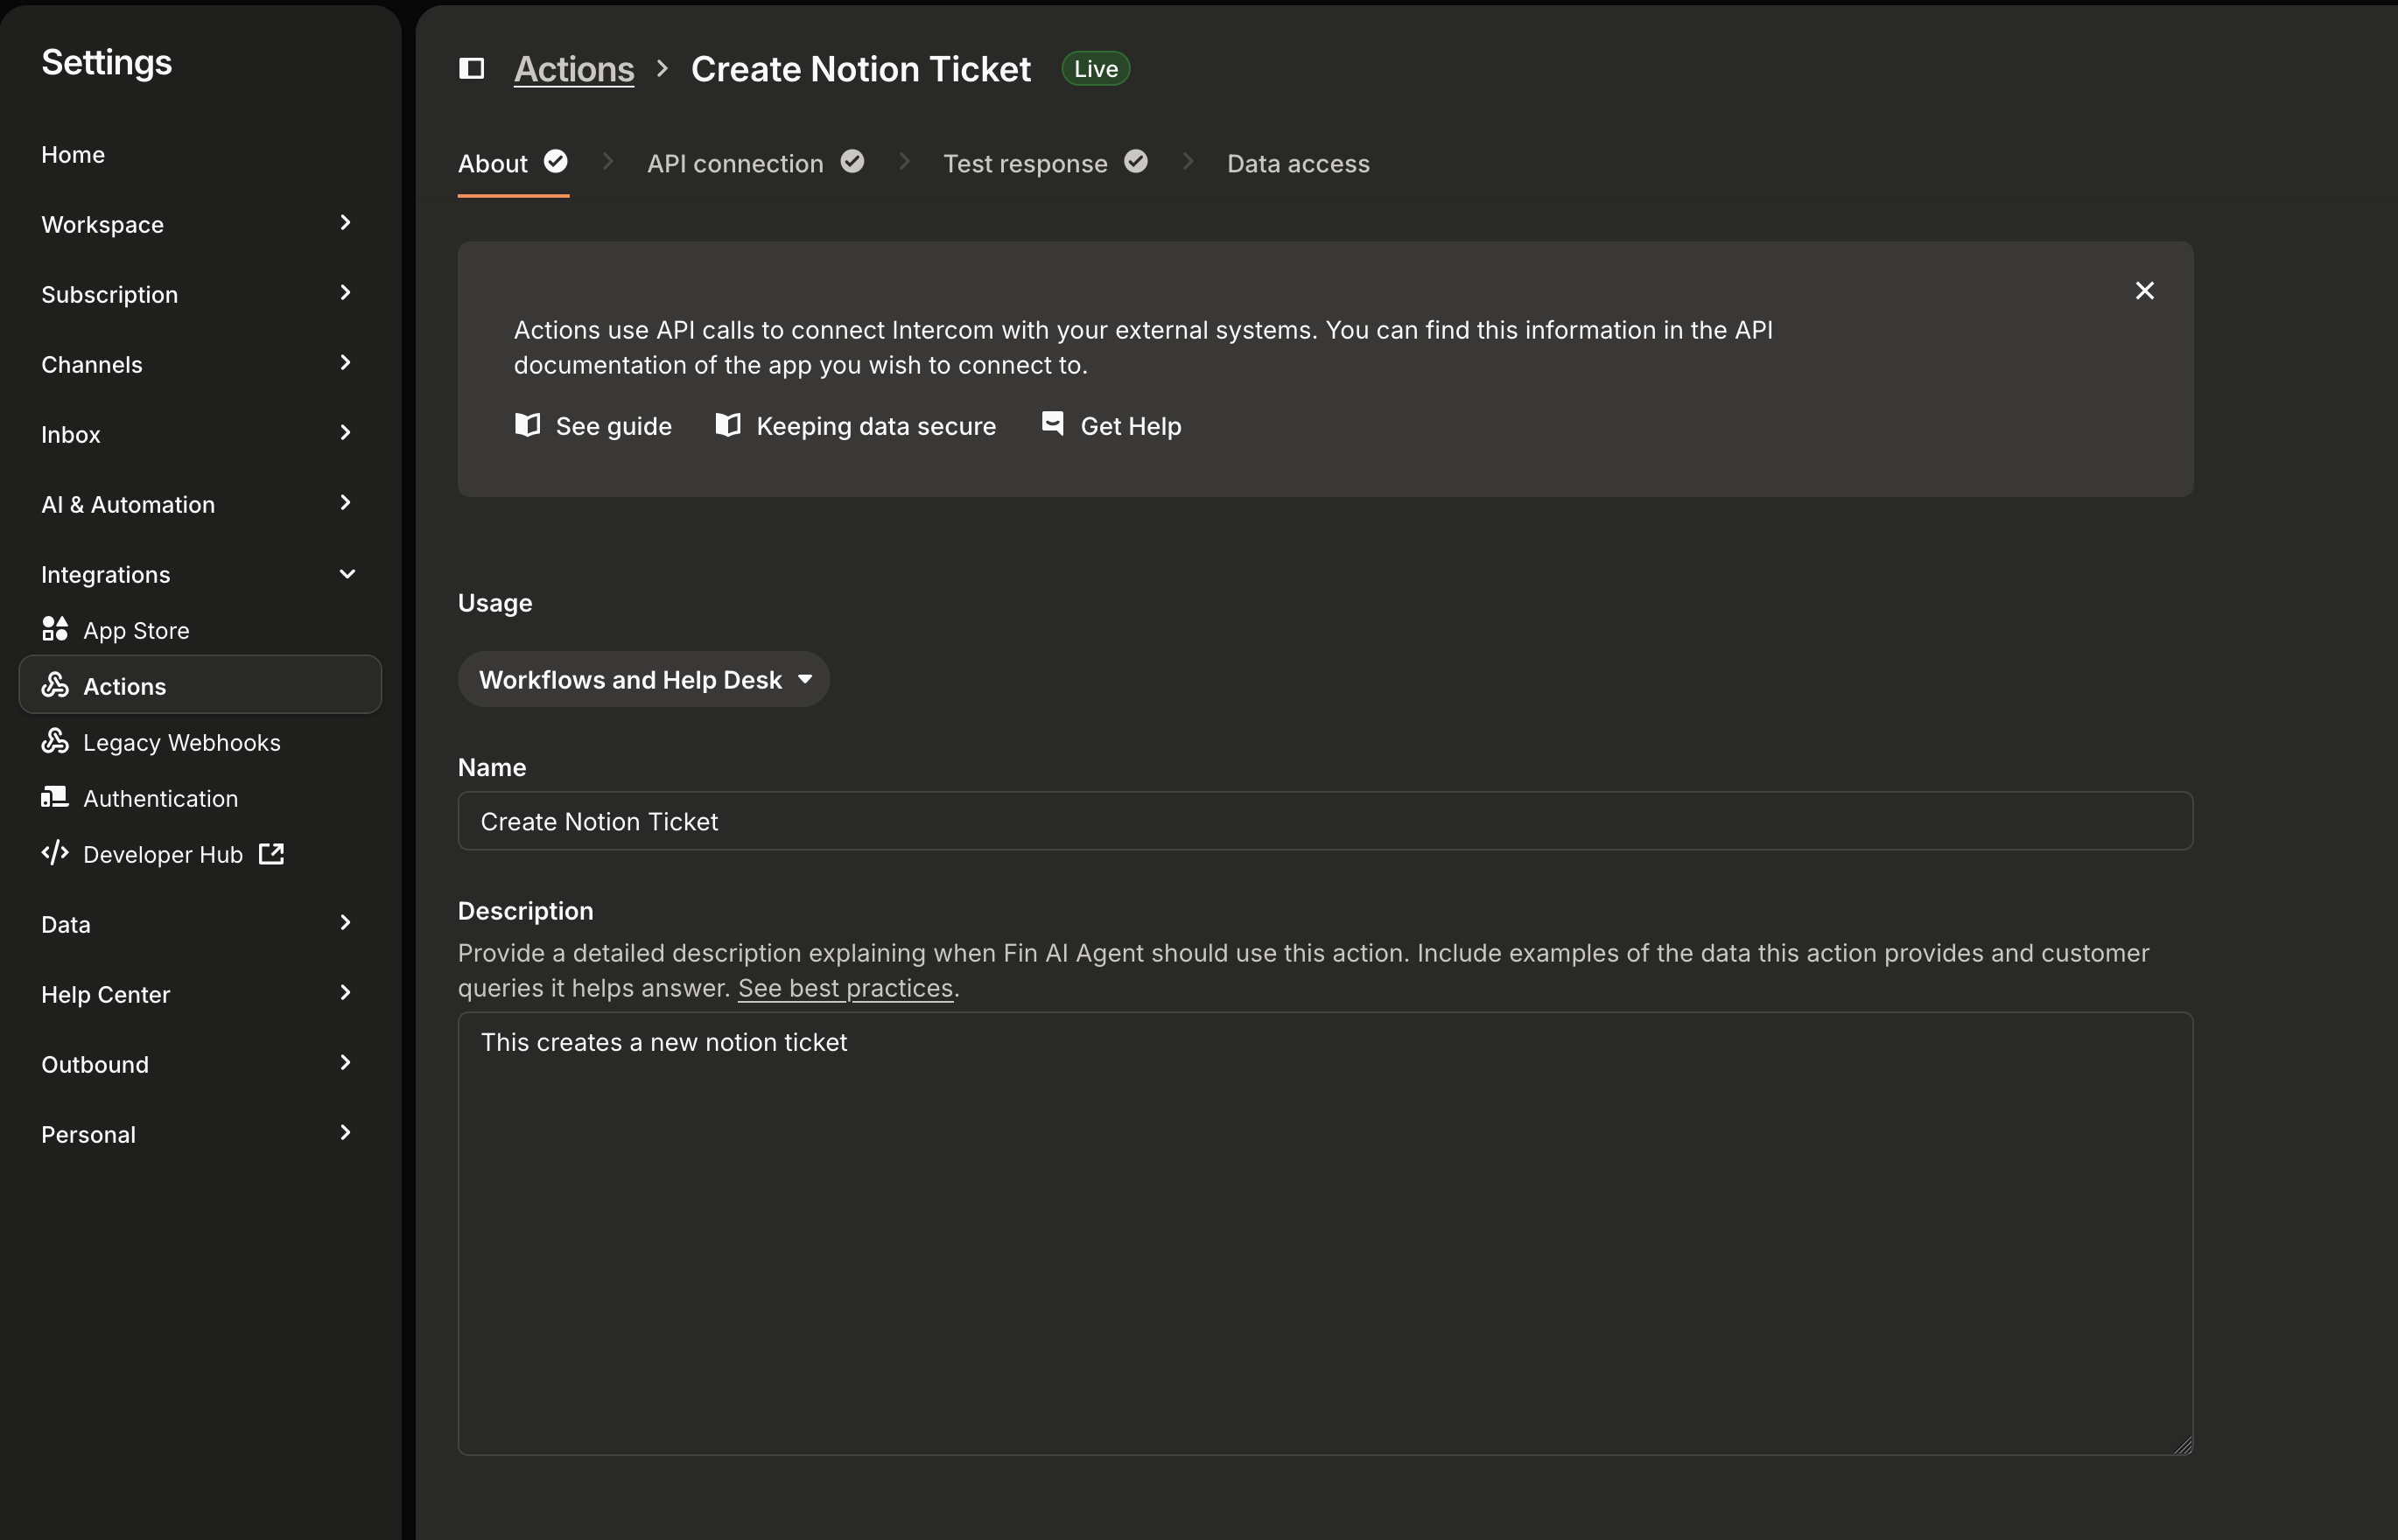 Settings
Home
Workspace
Subscription
Channels
Inbox
AI & Automation
Integrations
App Store
Actions
Legacy Webhooks
Authentication
Developer Hub
Data
Help Center
Outbound
Personal
Actions > Create Notion Ticket Live
About API connection Test response Data access
Actions use API calls to connect Intercom with your external systems. You can find this information in the API
documentation of the app you wish to connect to.
See guide Keeping data secure Get Help
Usage
Workflows and Help Desk
Name
Create Notion Ticket
Description
Provide a detailed description explaining when Fin AI Agent should use this action. Include examples of the data this action provides and customer
queries it helps answer. See best practices.
This creates a new notion ticket